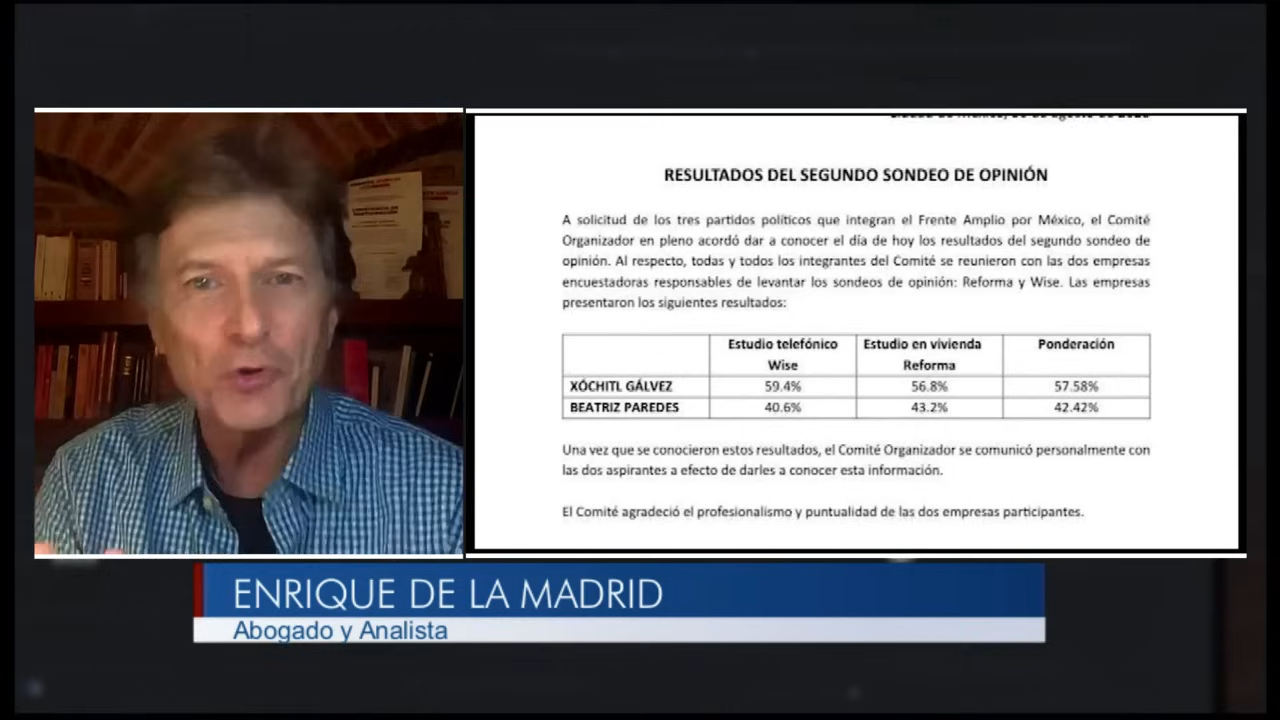 RESULTADOS DEL SEGUNDO SONDEO DE OPINIÓN
A solicitud de los tres partidos políticos que integran el Frente Amplio por México, el Comité
Organizador en pleno acordó dar a conocer el día de hoy los resultados del segundo sondeo de
opinión. Al respecto, todas y todos los integrantes del Comité se reunieron con las dos empresas
encuestadoras responsables de levantar los sondeos de opinión: Reforma y Wise. Las empresas
presentaron los siguientes resultados:
Estudio telefónico Estudio en vivienda Ponderación
Wise Reforma
XÓCHITL GÁLVEZ 59.4% 56.8% 57.58%
BEATRIZ PAREDES 40.6% 43.2% 42.42%
Una vez que se conocieron estos resultados, el Comité Organizador se comunicó personalmente con
las dos aspirantes a efecto de darles a conocer esta información.
El Comité agradeció el profesionalismo y puntualidad de las dos empresas participantes.
ENRIQUE DE LA MADRID
Abogado y Analista